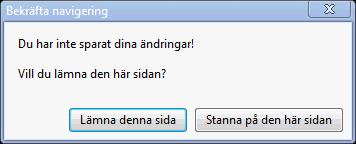 Bekräfta navigering
Du har inte sparat dina ändringar!
Vill du lämna den här sidan?
Lämna denna sida
Stanna på den här sidan